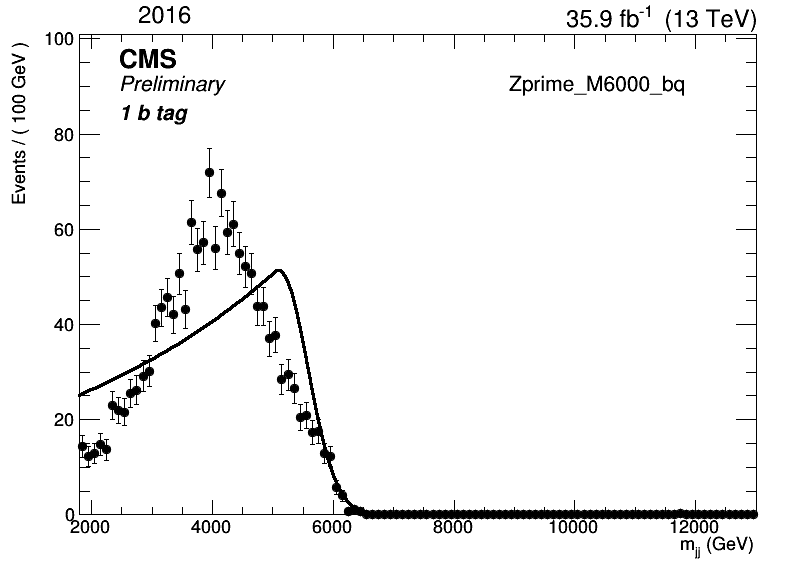 2016 35.9 fb-1 (13 TeV)
Events / ( 100 GeV )
100
80
60
40
20
0
CMS
Preliminary
1 b tag
Zprime_M6000_bq
2000 4000 6000 8000 10000 12000
mjj (GeV)